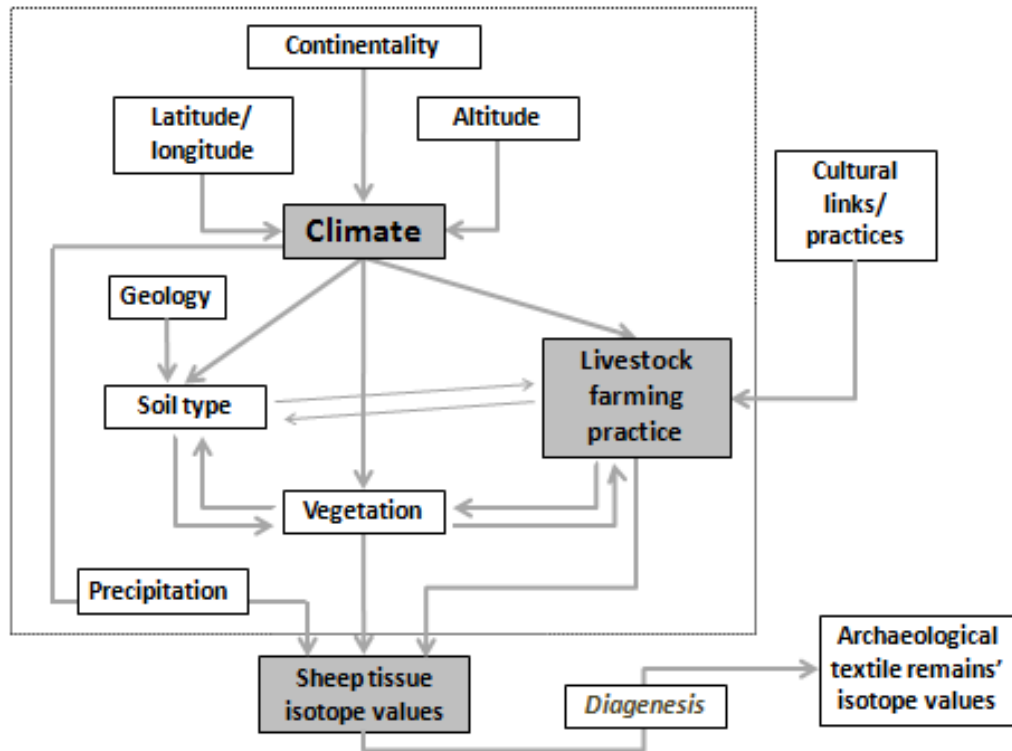 Continentality
Latitude/
longitude
Altitude
Cultural
links/
practices
Climate
Geology
Livestock
farming
practice
Soil type
Vegetation
Precipitation
Sheep tissue
isotope values
Diagenesis
Archaeological
textile remains’
isotope values